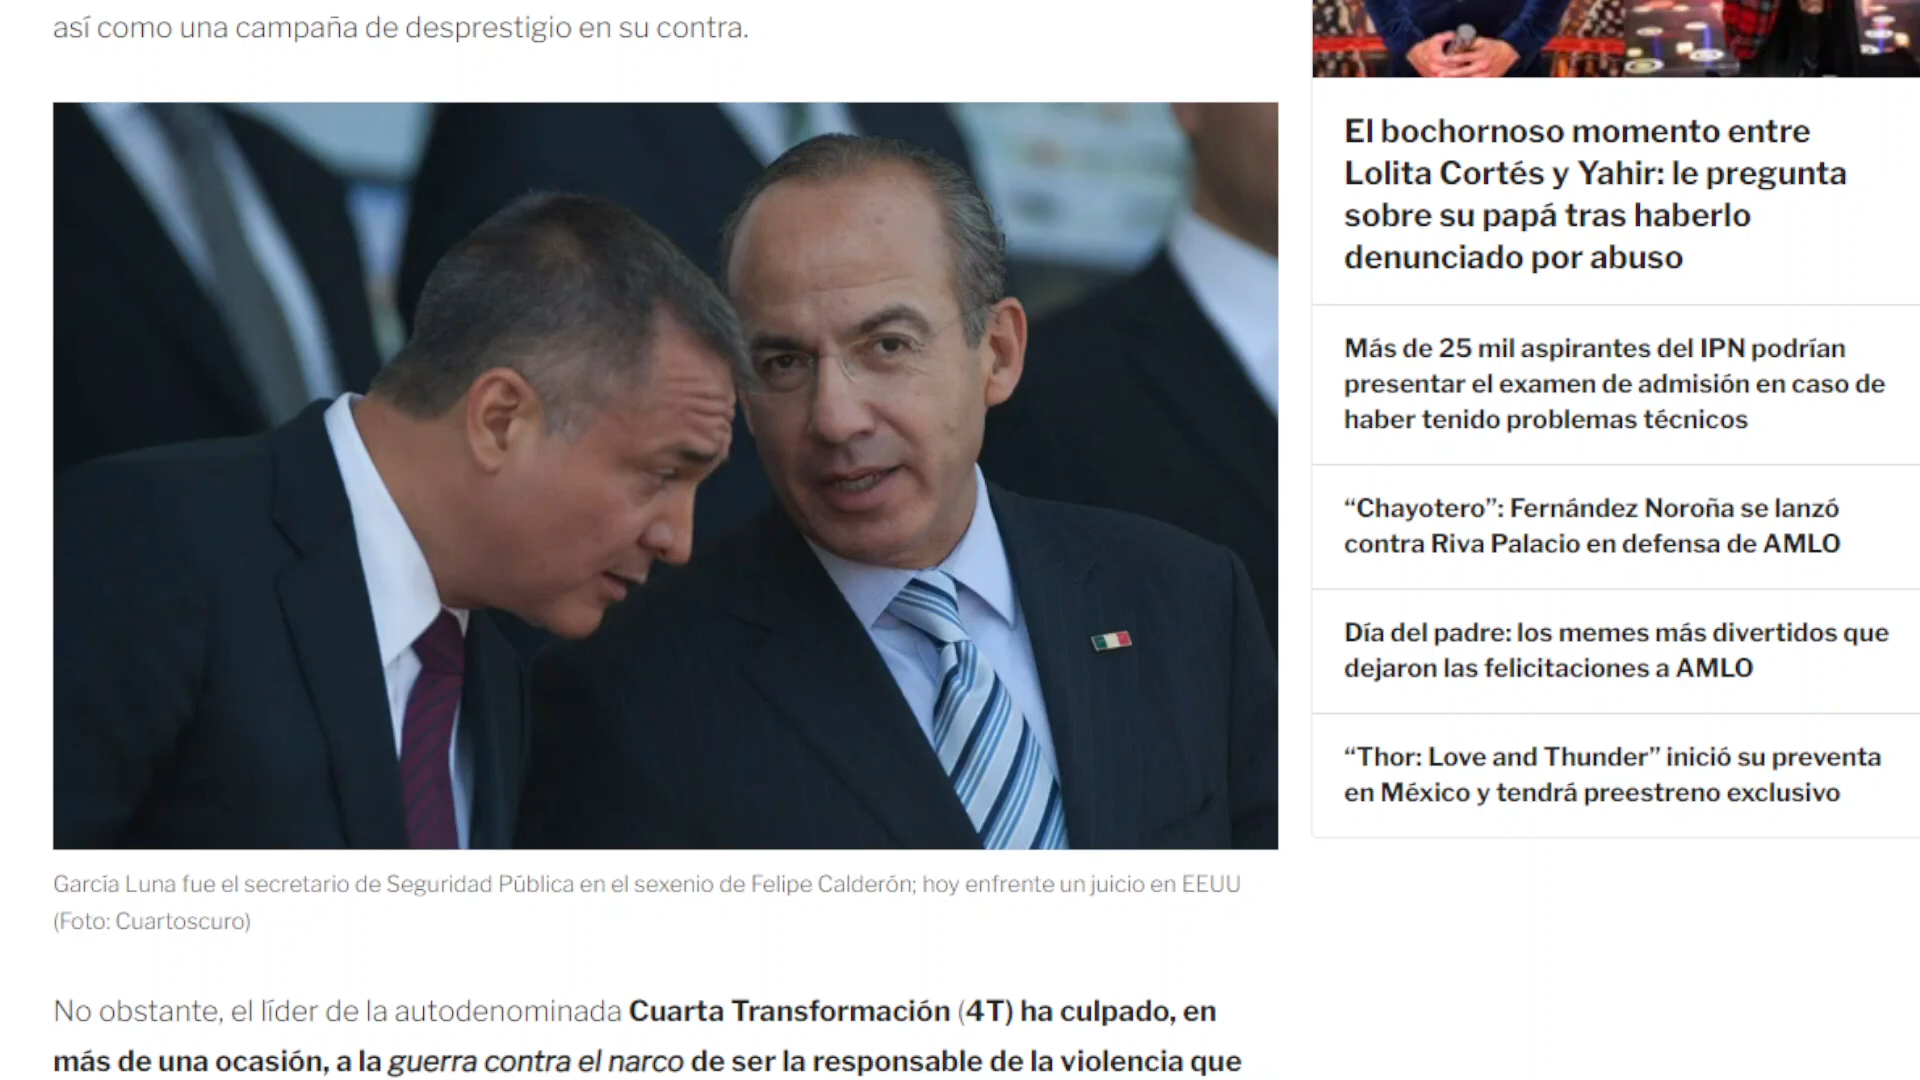 así como una campaña de desprestigio en su contra.
García Luna fue el secretario de Seguridad Pública en el sexenio de Felipe Calderón; hoy enfrente un juicio en EEUU
(Foto: Cuartoscuro)
No obstante, el líder de la autodenominada Cuarta Transformación (4T) ha culpado, en
más de una ocasión, a la guerra contra el narco de ser la responsable de la violencia que
El bochornoso momento entre
Lolita Cortés y Yahir: le pregunta
sobre su papá tras haberlo
denunciado por abuso
Más de 25 mil aspirantes del IPN podrían
presentar el examen de admisión en caso de
haber tenido problemas técnicos
“Chayotero”: Fernández Noroña se lanzó
contra Riva Palacio en defensa de AMLO
Día del padre: los memes más divertidos que
dejaron las felicitaciones a AMLO
“Thor: Love and Thunder” inició su preventa
en México y tendrá preestreno exclusivo